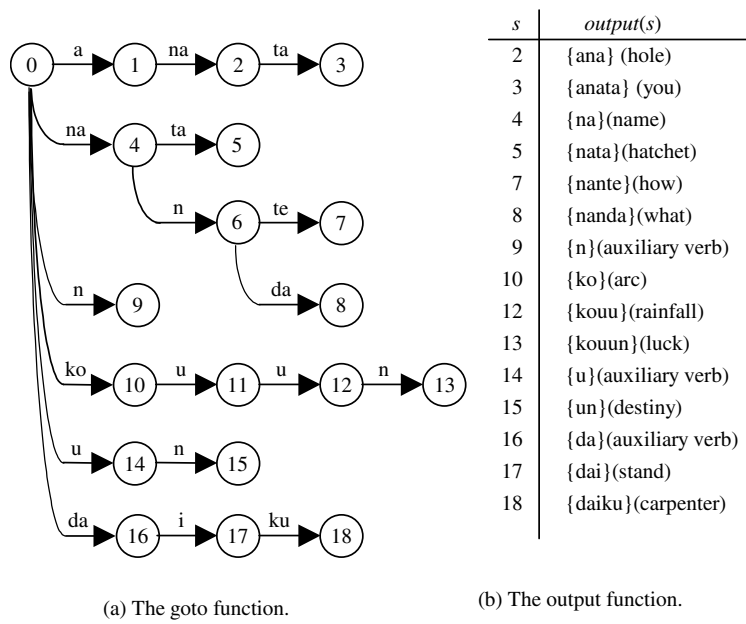 0 a 1 na 2 ta 3
na 4 ta 5
n 6 te 7
n 9 da 8
ko 10 u 11 u 12 n 13
u 14 n 15
da 16 i 17 ku 18
(a) The goto function.
s output(s)
2 {ana} (hole)
3 {anata} (you)
4 {na}(name)
5 {nata}(hatchet)
7 {nante}(how)
8 {nanda}(what)
9 {n}(auxiliary verb)
10 {ko}(arc)
12 {kouu}(rainfall)
13 {kouun}(luck)
14 {u}(auxiliary verb)
15 {un}(destiny)
16 {da}(auxiliary verb)
17 {dai}(stand)
18 {daiku}(carpenter)
(b) The output function.